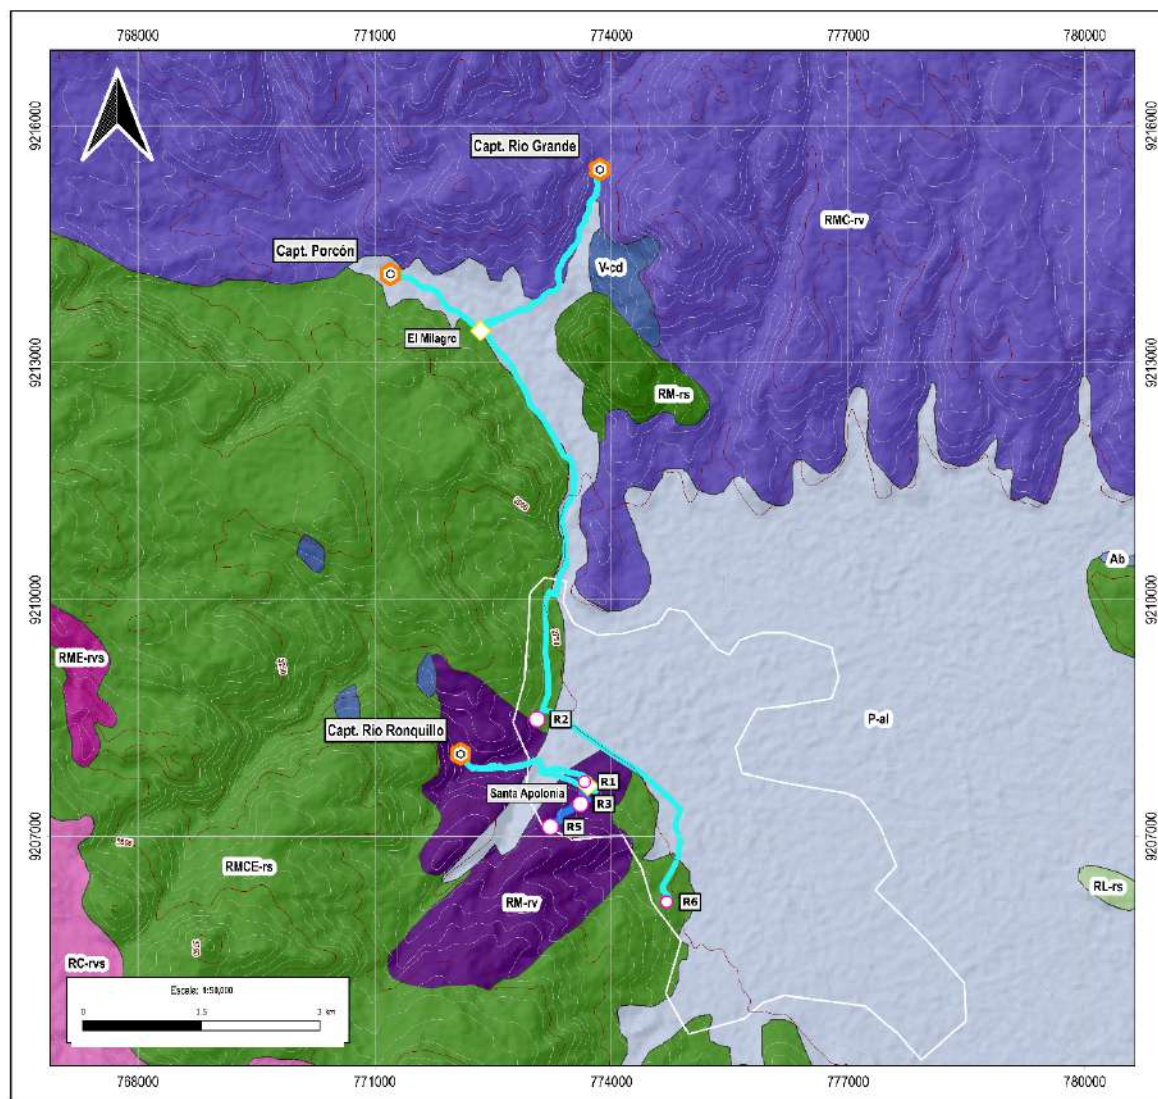 768000 771000 774000 777000 780000
9216000 9216000
Capt. Rio Grande
RMC-rv
Capt. Porcón
V-cd
El Milagro
9213000 9213000
RM-rs
Ab
9210000 9210000
RME-rvs
P-al
R2
Capt. Rio Ronquillo
R1
Santa Apolonia
R3
R5
9207000 9207000
RMCE-rs
RL-rs
RM-rv
R6
RC-rvs
Escala: 1:50,000
0 1.5 3 km
768000 771000 774000 777000 780000